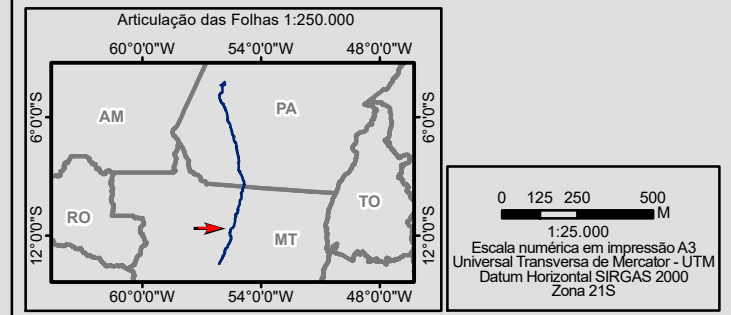 Articulação das Folhas 1:250.000
60°0'0"W 54°0'0"W 48°0'0"W
6°0'0"S
AM
PA
6°0'0"S
RO
TO
12°0'0"S
MT
12°0'0"S
60°0'0"W 54°0'0"W 48°0'0"W
0 125 250 500
M
1:25.000
Escala numérica em impressão A3
Universal Transversa de Mercator - UTM
Datum Horizontal SIRGAS 2000
Zona 21S